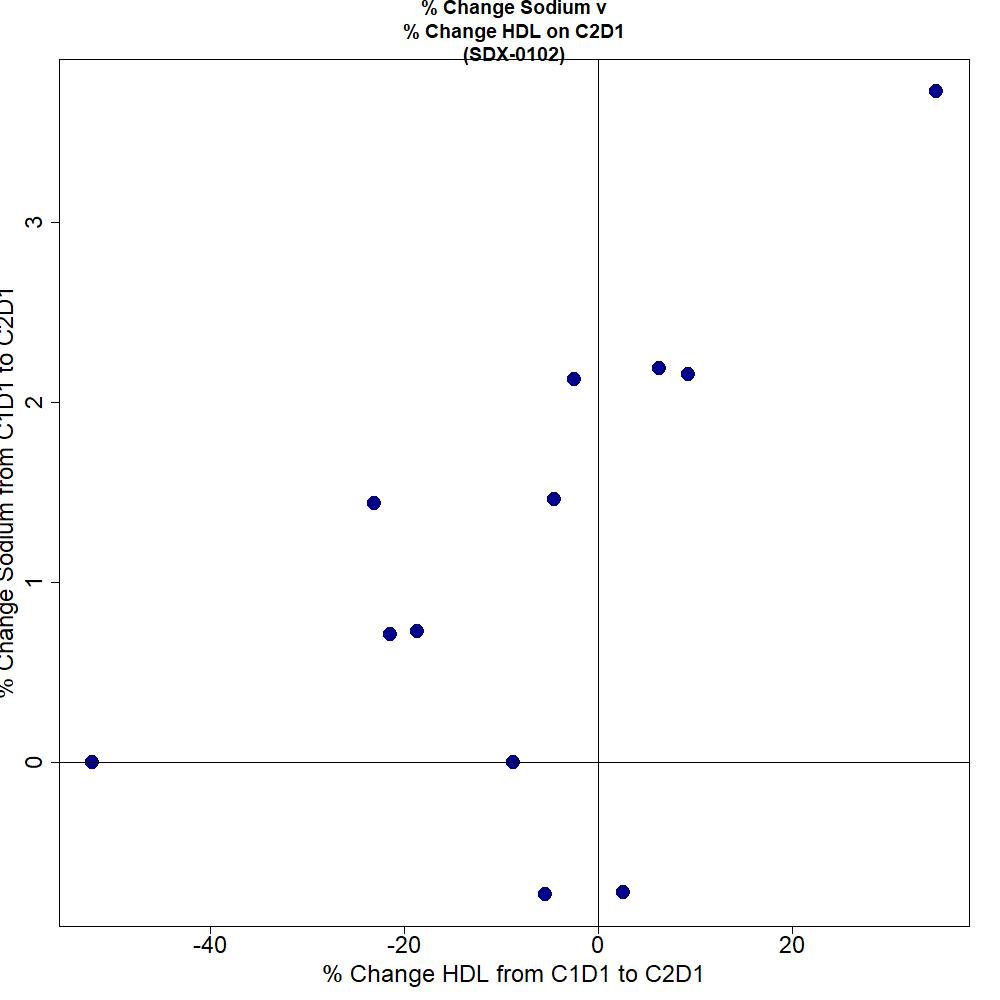 % Change Sodium v
% Change HDL on C2D1
(SDX-0102)
% Change Sodium from C1D1 to C2D1
3
2
1
0
-40
-20
0
20
% Change HDL from C1D1 to C2D1